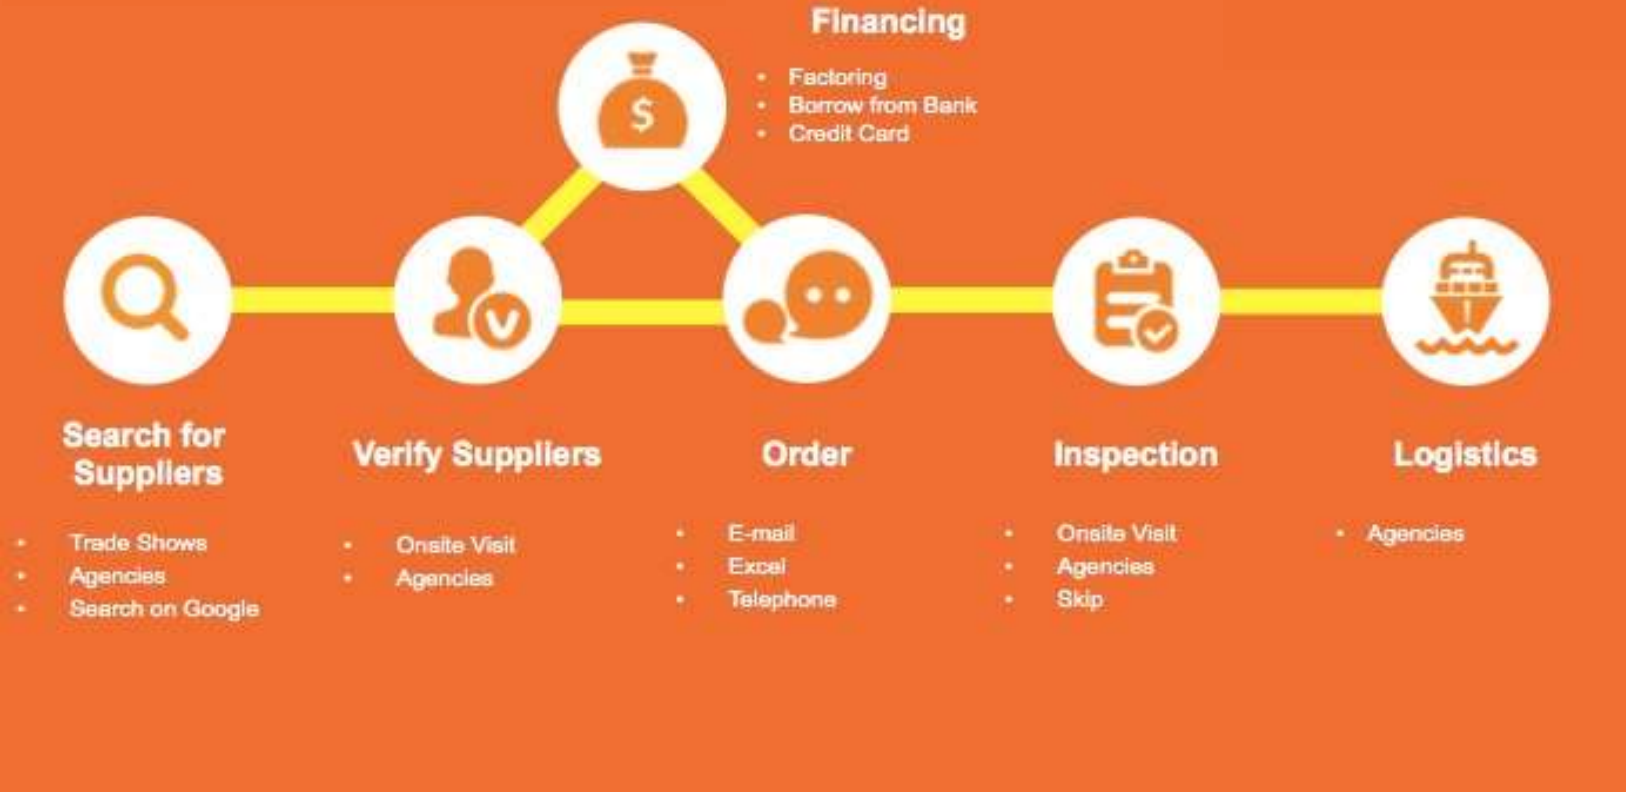 Financing
• Factoring
• Borrow from Bank
• Credit Card
$
Search for
Suppliers
• Trade Shows
• Agencies
• Search on Google
Verify Suppliers
• Onsite Visit
• Agencies
Order
• E-mail
• Excel
• Telephone
Inspection
• Onsite Visit
• Agencies
• Skip
Logistics
• Agencies